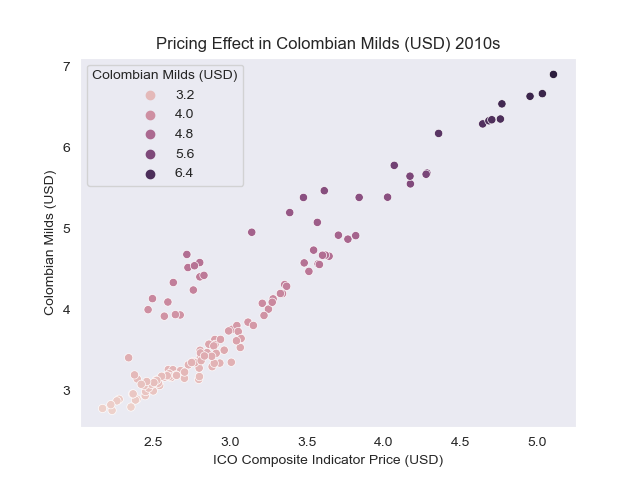 Pricing Effect in Colombian Milds (USD) 2010s
Colombian Milds (USD)
3.2
4.0
4.8
5.6
6.4
7
6
5
4
3
Colombian Milds (USD)
2.5 3.0 3.5 4.0 4.5 5.0
ICO Composite Indicator Price (USD)